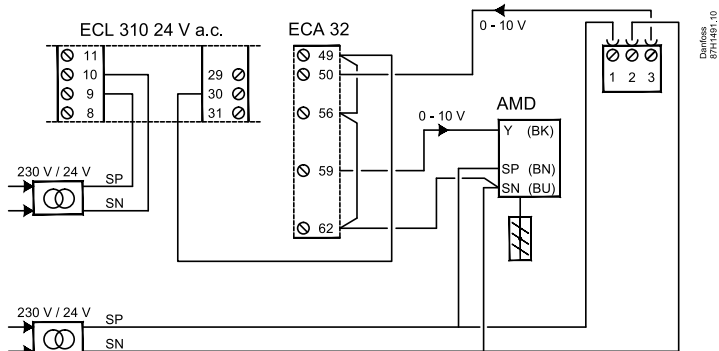 ECL 310 24 V a.c.
ECA 32
0 - 10 V
Danfoss
87H1491.10
11
10
9
8
29
30
31
49
50
56
59
62
1 2 3
0 - 10 V
AMD
Y (BK)
SP (BN)
SN (BU)
230 V / 24 V
SP
SN
230 V / 24 V
SP
SN